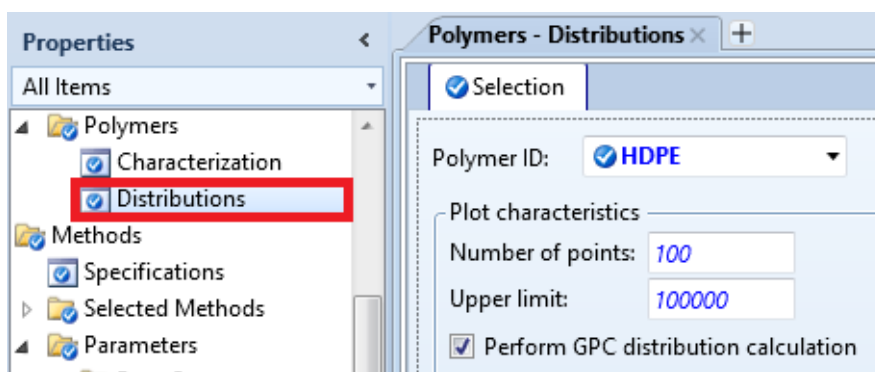 Properties
All Items
Polymers
Characterization
Distributions
Methods
Specifications
Selected Methods
Parameters
Polymers - Distributions
Selection
Polymer ID: HDPE
Plot characteristics
Number of points: 100
Upper limit: 100000
Perform GPC distribution calculation